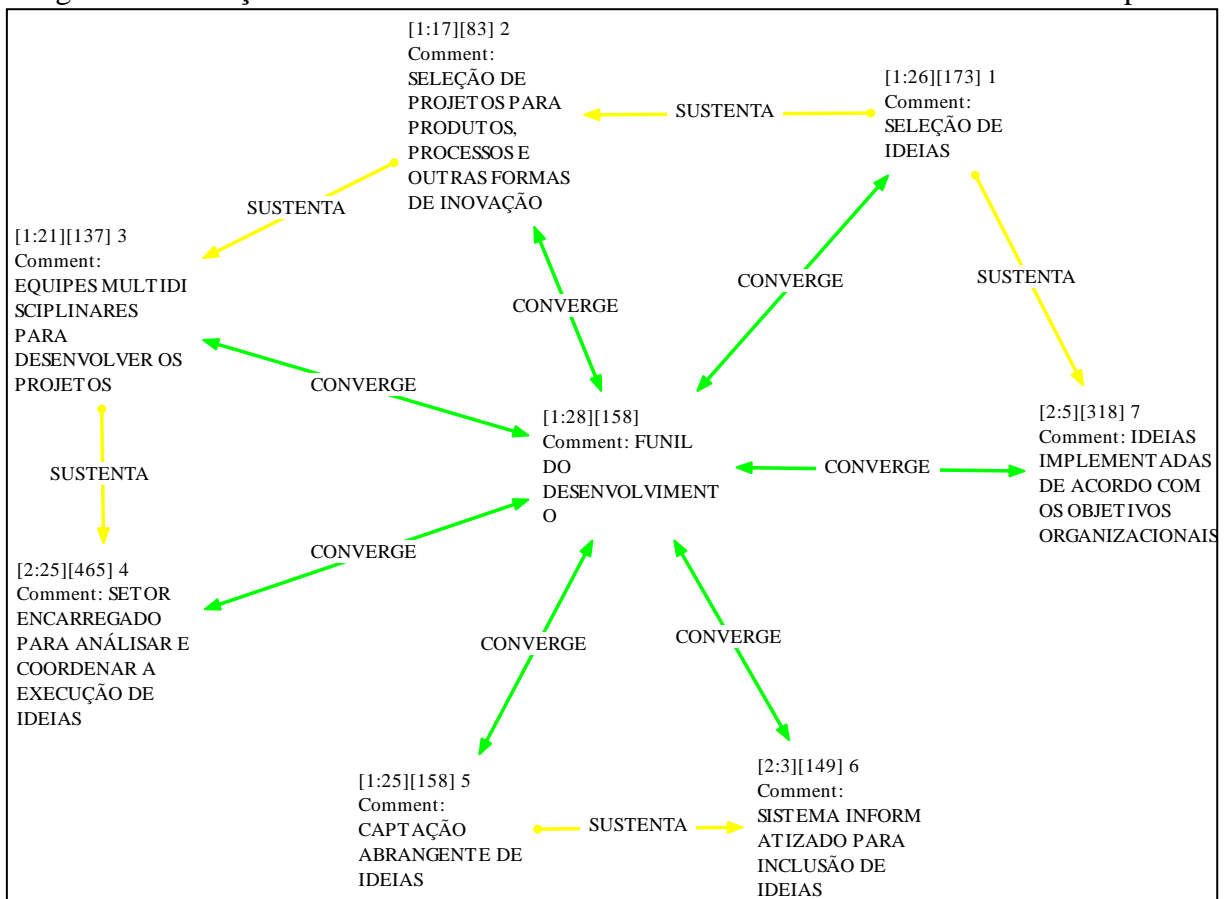 [1:17][83] 2
Comment:
SELEÇÃO DE
PROJETOS PARA
PRODUTOS,
PROCESSOS E
OUTRAS FORMAS
DE INOVAÇÃO
[1:26][173] 1
Comment:
SELEÇÃO DE
IDEIAS
SUSTENTA
SUSTENTA
[1:21][137] 3
Comment:
EQUIPES MULTIDI
SCIPLINARES
PARA
DESENVOLVER OS
PROJETOS
CONVERGE
CONVERGE
SUSTENTA
CONVERGE
[1:28][158]
Comment: FUNIL
DO
DESENVOLVIMENT
O
[2:5][318] 7
Comment: IDEIAS
IMPLEMENTADAS
DE ACORDO COM
OS OBJETIVOS
ORGANIZACIONAIS
CONVERGE
SUSTENTA
CONVERGE
[2:25][465] 4
Comment: SETOR
ENCARREGADO
PARA ANÁLISAR E
COORDENAR A
EXECUÇÃO DE
IDEIAS
CONVERGE
CONVERGE
[1:25][158] 5
Comment:
CAPTAÇÃO
ABRANGENTE DE
IDEIAS
SUSTENTA
[2:3][149] 6
Comment:
SISTEMA INFORM
ATIZADO PARA
INCLUSÃO DE
IDEIAS